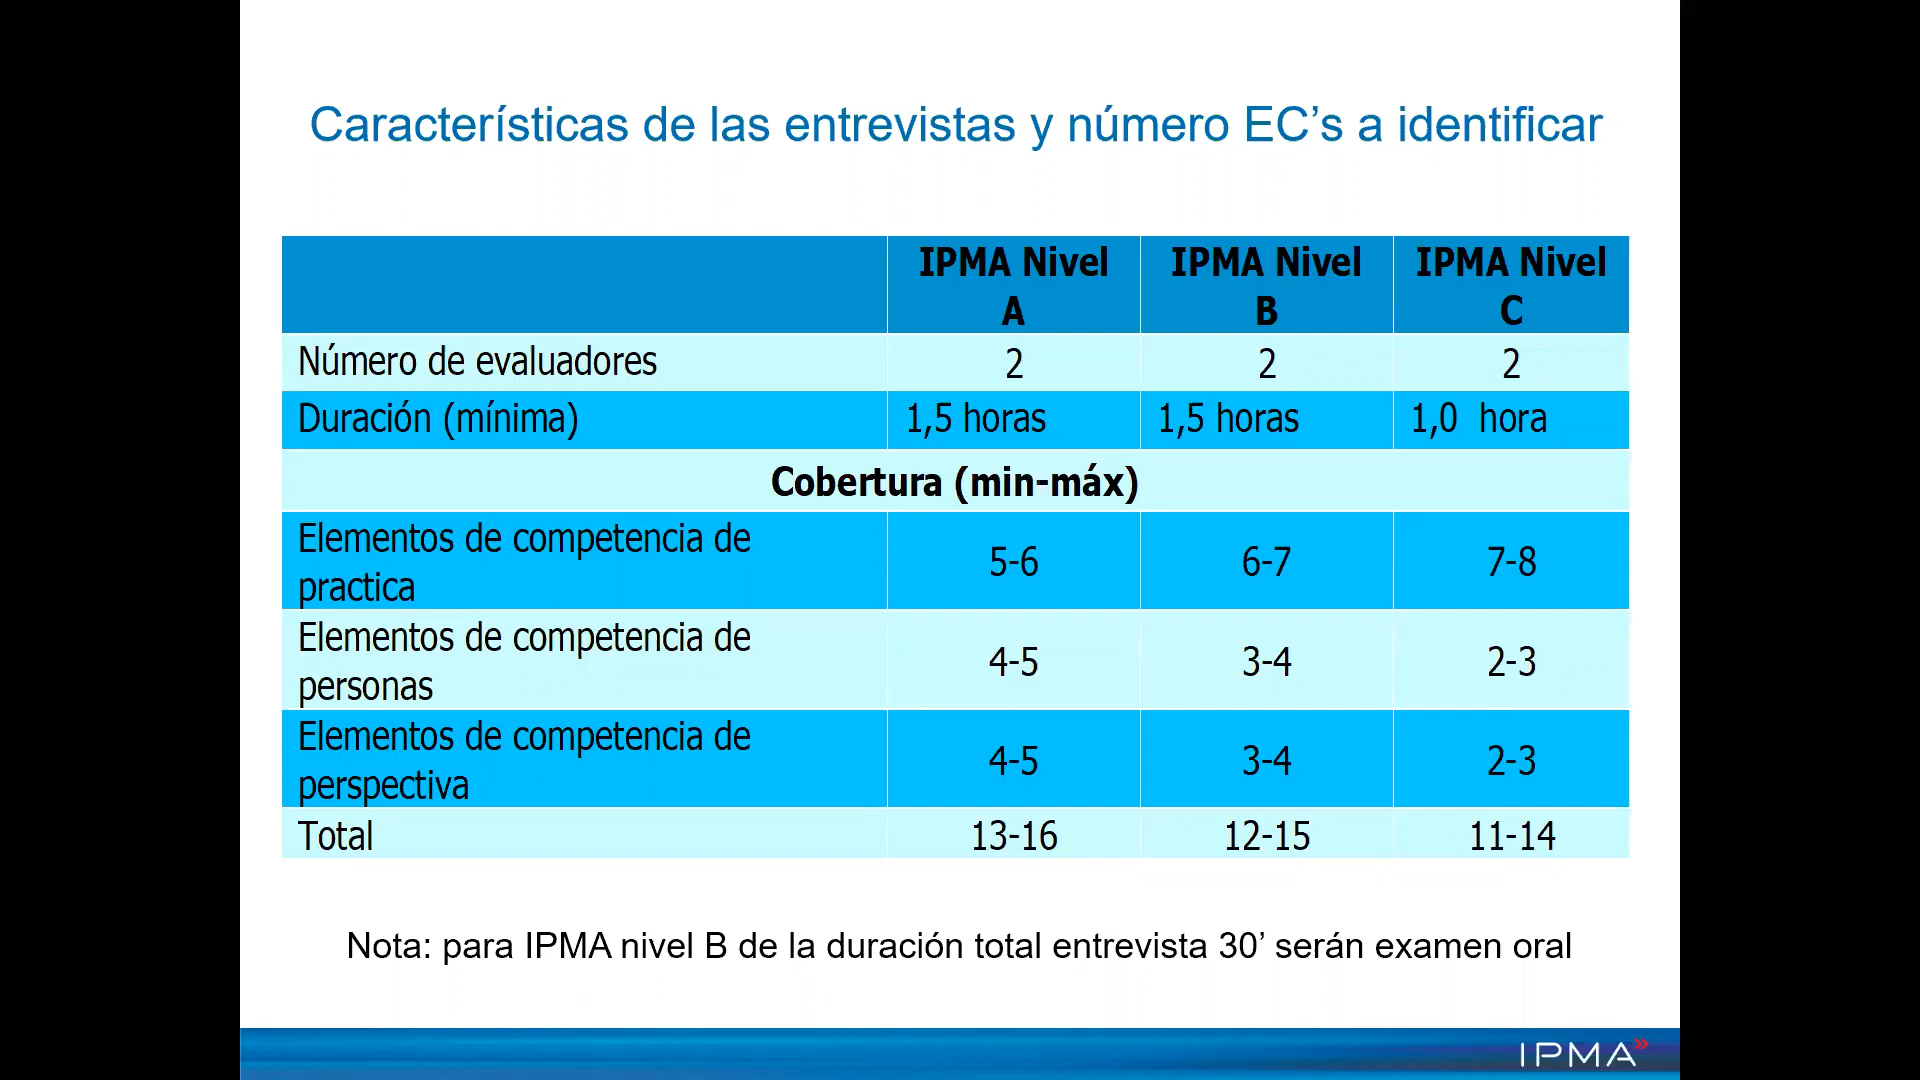 Características de las entrevistas y número EC’s a identificar
IPMA Nivel A IPMA Nivel B IPMA Nivel C
Número de evaluadores 2 2 2
Duración (mínima) 1,5 horas 1,5 horas 1,0 hora
Cobertura (min-máx)
Elementos de competencia de practica 5-6 6-7 7-8
Elementos de competencia de personas 4-5 3-4 2-3
Elementos de competencia de perspectiva 4-5 3-4 2-3
Total 13-16 12-15 11-14
Nota: para IPMA nivel B de la duración total entrevista 30’ serán examen oral
IPMA